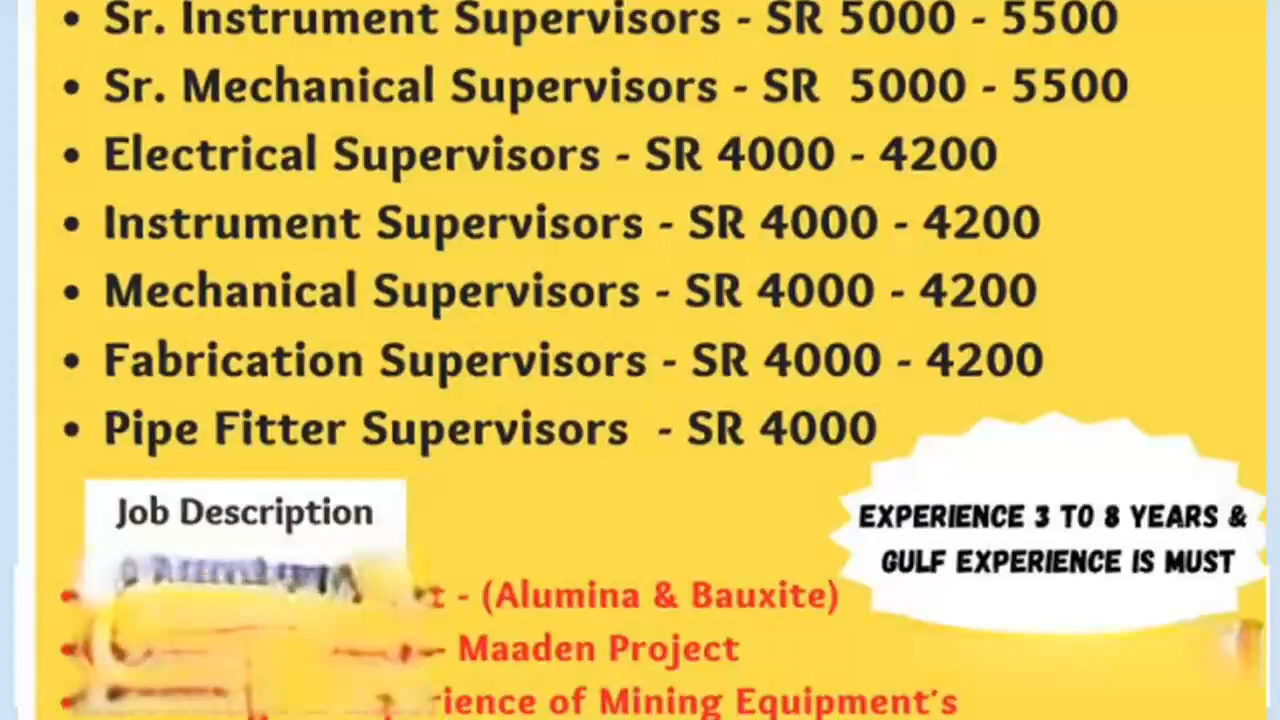 • Sr. Instrument Supervisors - SR 5000 - 5500
• Sr. Mechanical Supervisors - SR 5000 - 5500
• Electrical Supervisors - SR 4000 - 4200
• Instrument Supervisors - SR 4000 - 4200
• Mechanical Supervisors - SR 4000 - 4200
• Fabrication Supervisors - SR 4000 - 4200
• Pipe Fitter Supervisors - SR 4000
Job Description
EXPERIENCE 3 TO 8 YEARS &
GULF EXPERIENCE IS MUST
- (Alumina & Bauxite)
- Maaden Project
of Mining Equipment's